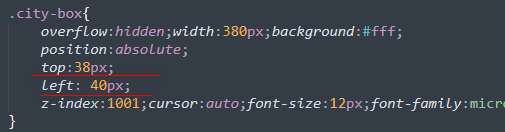 .city-box{
overflow:hidden;width:380px;background:#fff;
position:absolute;
top:38px;
left: 40px;
z-index:1001;cursor:auto;font-size:12px;font-family:micr
}